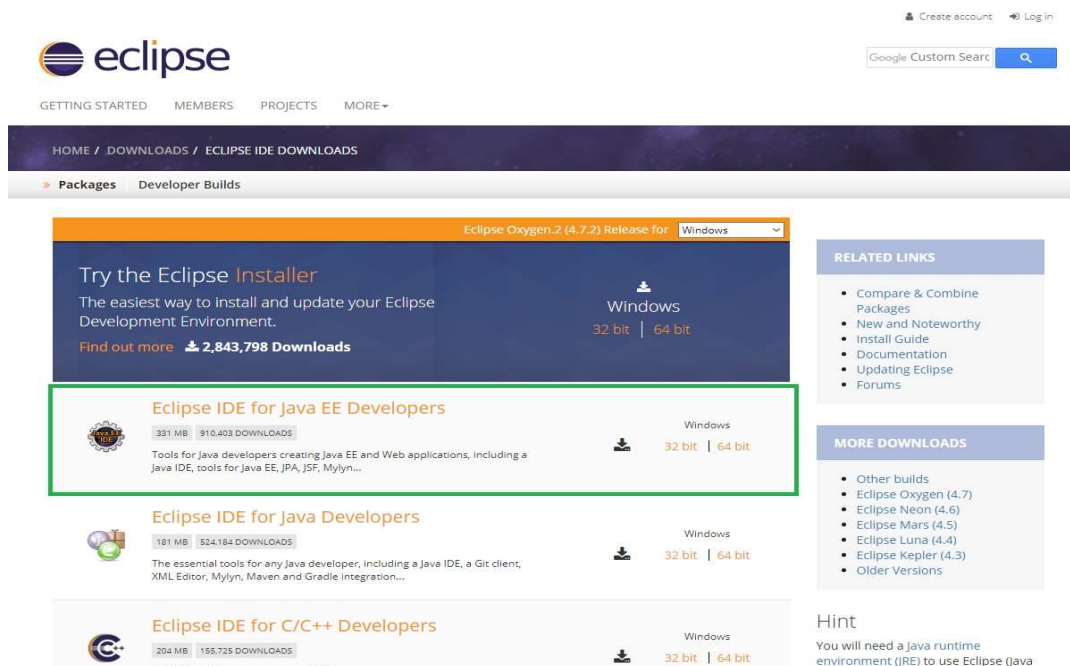 Create account Log in
eclipse
Google Custom Searc
GETTING STARTED MEMBERS PROJECTS MORE
HOME / DOWNLOADS / ECLIPSE IDE DOWNLOADS
» Packages Developer Builds
Eclipse Oxygen.2 (4.7.2) Release for Windows
Try the Eclipse Installer
The easiest way to install and update your Eclipse
Development Environment.
Find out more 2,843,798 Downloads
Windows
32 bit | 64 bit
Java EE
IDE
Eclipse IDE for Java EE Developers
331 MB 910,403 DOWNLOADS
Tools for Java developers creating Java EE and Web applications, including a
Java IDE, tools for Java EE, JPA, JSF, Mylyn...
Windows
32 bit | 64 bit
Eclipse IDE for Java Developers
181 MB 524,184 DOWNLOADS
The essential tools for any Java developer, including a Java IDE, a Git client,
XML Editor, Mylyn, Maven and Gradle integration...
Windows
32 bit | 64 bit
C++
Eclipse IDE for C/C++ Developers
204 MB 155,725 DOWNLOADS
Windows
32 bit | 64 bit
RELATED LINKS
• Compare & Combine
Packages
• New and Noteworthy
• Install Guide
• Documentation
• Updating Eclipse
• Forums
MORE DOWNLOADS
• Other builds
• Eclipse Oxygen (4.7)
• Eclipse Neon (4.6)
• Eclipse Mars (4.5)
• Eclipse Luna (4.4)
• Eclipse Kepler (4.3)
• Older Versions
Hint
You will need a Java runtime
environment (JRE) to use Eclipse (Java